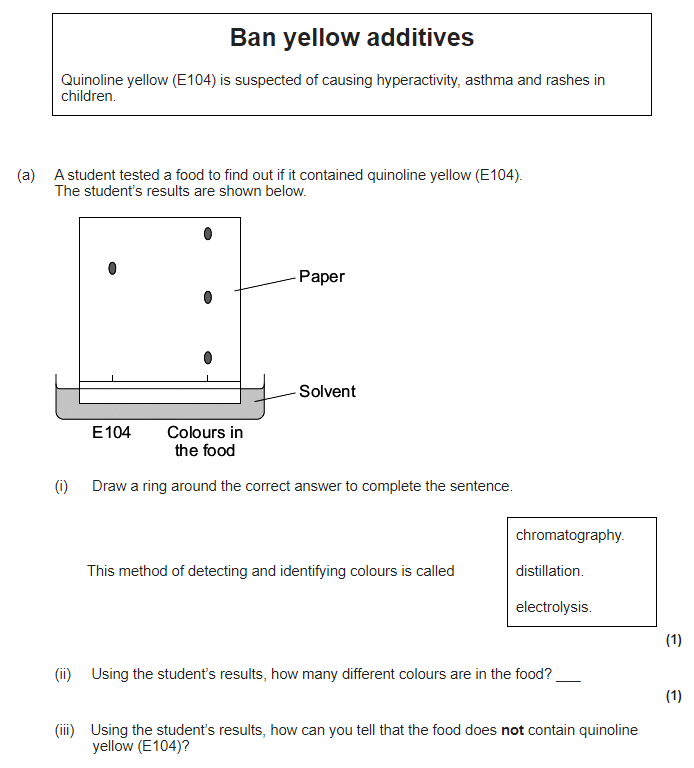 Ban yellow additives
Quinoline yellow (E104) is suspected of causing hyperactivity, asthma and rashes in
children.
(a) A student tested a food to find out if it contained quinoline yellow (E104).
The student's results are shown below.
Paper
Solvent
E104 Colours in
the food
(i) Draw a ring around the correct answer to complete the sentence.
chromatography.
This method of detecting and identifying colours is called distillation.
electrolysis.
(1)
(ii) Using the student's results, how many different colours are in the food? ___
(1)
(iii) Using the student's results, how can you tell that the food does not contain quinoline
yellow (E104)?